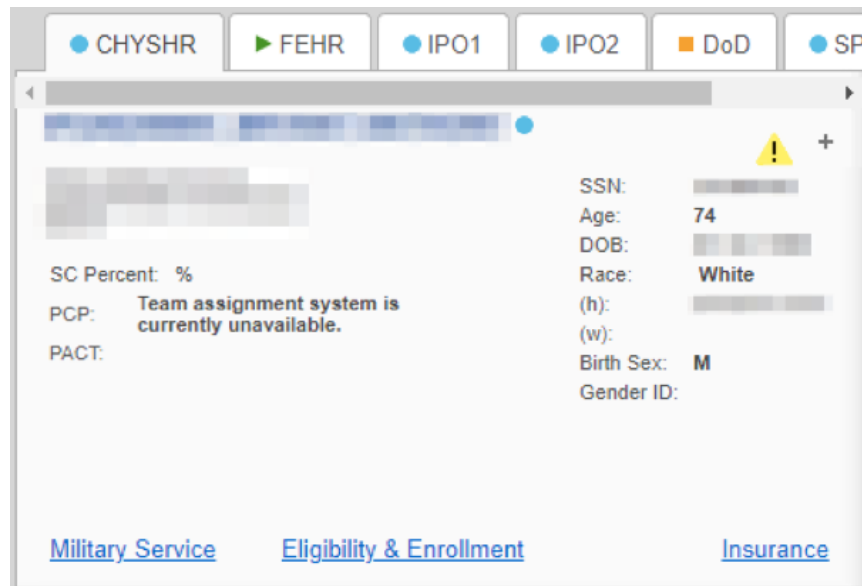 CHYSHR FEHR IPO1 IPO2 DoD SP
SSN:
Age: 74
DOB:
SC Percent: % Race: White
PCP: Team assignment system is (h):
currently unavailable. (w):
PACT:
Birth Sex: M
Gender ID:
Military Service Eligibility & Enrollment Insurance